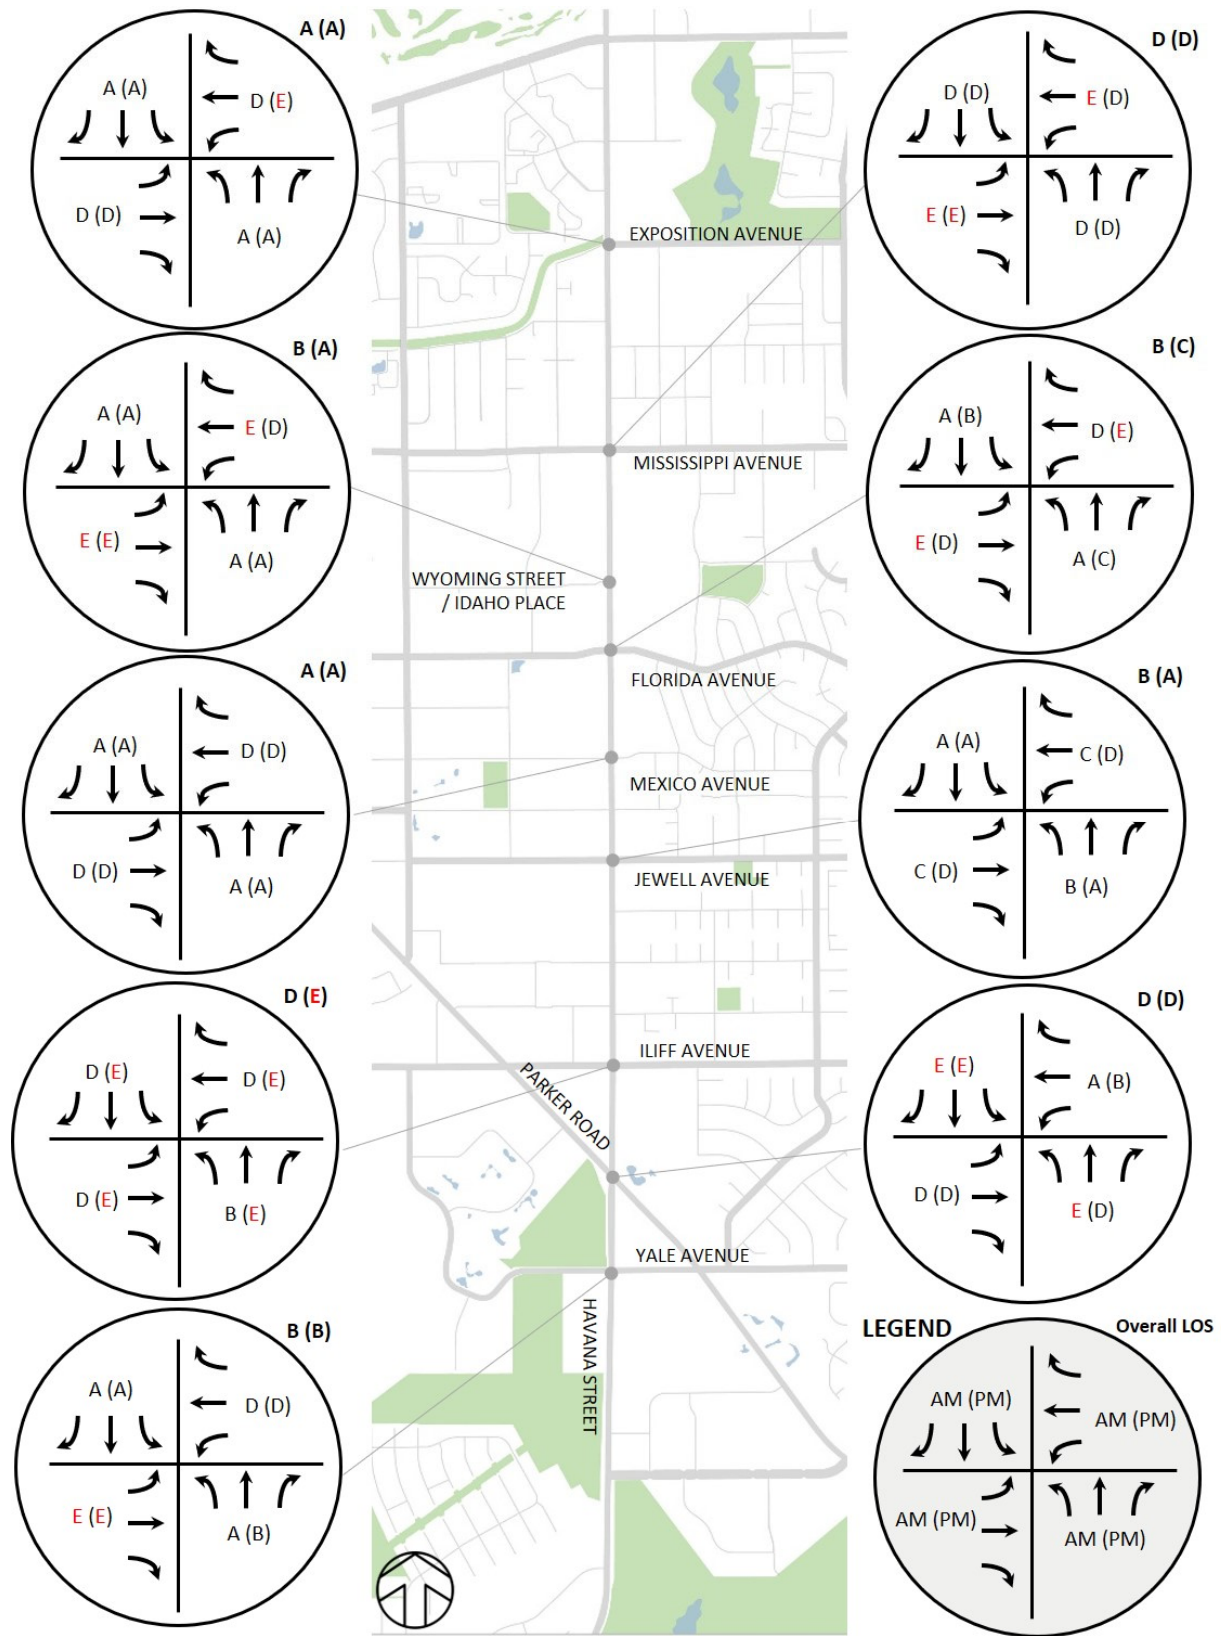 A (A)
A (A)
D (E)
D (D)
A (A)
B (A)
A (A)
E (D)
E (E)
A (A)
A (A)
A (A)
D (D)
D (D)
A (A)
D (E)
D (E)
D (E)
D (E)
B (E)
B (B)
A (A)
D (D)
E (E)
A (B)
EXPOSITION AVENUE
MISSISSIPPI AVENUE
WYOMING STREET
/ IDAHO PLACE
FLORIDA AVENUE
MEXICO AVENUE
JEWELL AVENUE
ILIFF AVENUE
PARKER ROAD
YALE AVENUE
HAVANA STREET
D (D)
D (D)
E (D)
E (E)
D (D)
B (C)
A (B)
D (E)
E (D)
A (C)
B (A)
A (A)
C (D)
C (D)
B (A)
D (D)
E (E)
A (B)
D (D)
E (D)
LEGEND
Overall LOS
AM (PM)
AM (PM)
AM (PM)
AM (PM)